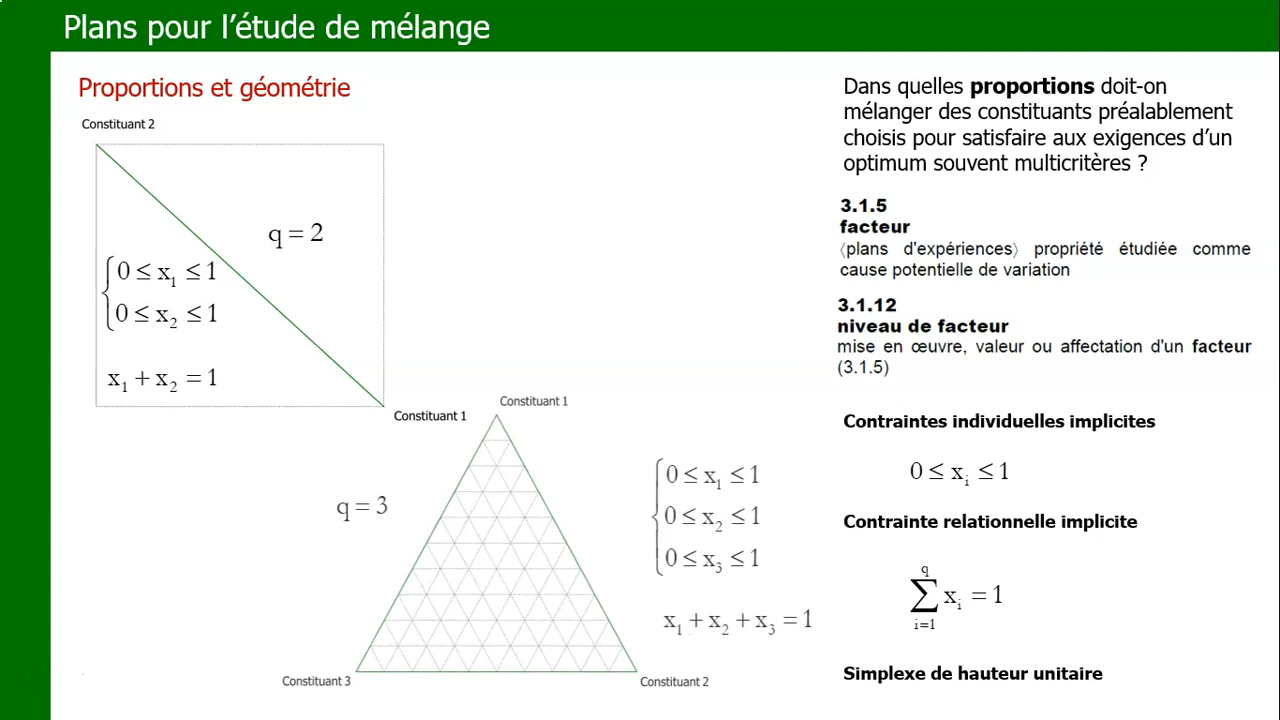 Plans pour l’étude de mélange
Proportions et géométrie
Constituant 2
q = 2
0 ≤ x₁ ≤ 1
0 ≤ x₂ ≤ 1
x₁ + x₂ = 1
Constituant 1
Constituant 1
q = 3
0 ≤ x₁ ≤ 1
0 ≤ x₂ ≤ 1
0 ≤ x₃ ≤ 1
x₁ + x₂ + x₃ = 1
Constituant 3
Constituant 2
Dans quelles proportions doit-on
mélanger des constituants préalablement
choisis pour satisfaire aux exigences d’un
optimum souvent multicritères ?
3.1.5
facteur
⟨plans d'expériences⟩ propriété étudiée comme
cause potentielle de variation
3.1.12
niveau de facteur
mise en œuvre, valeur ou affectation d'un facteur
(3.1.5)
Contraintes individuelles implicites
0 ≤ xᵢ ≤ 1
Contrainte relationnelle implicite
q
∑ xᵢ = 1
i=1
Simplexe de hauteur unitaire